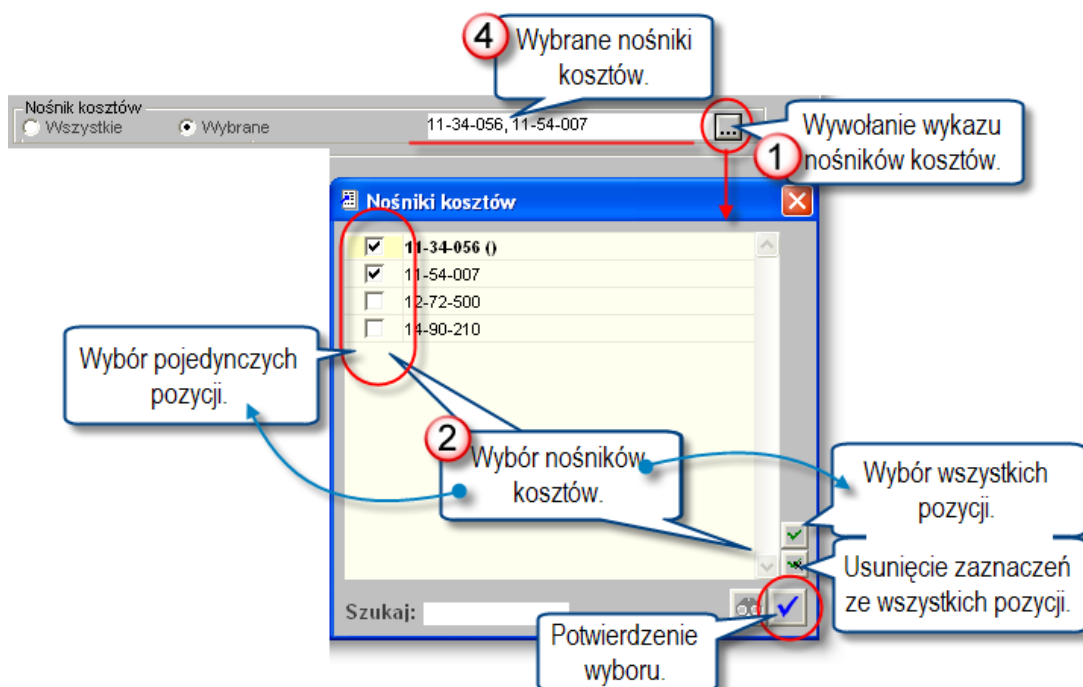 4
Wybrane nośniki
kosztów.
Nośnik kosztów
Wszystkie
Wybrane
11-34-056, 11-54-007
...
1
Wywołanie wykazu
nośników kosztów.
Nośniki kosztów
11-34-056 ()
11-54-007
12-72-500
14-90-210
Wybór pojedynczych
pozycji.
2
Wybór nośników
kosztów.
Wybór wszystkich
pozycji.
Usunięcie zaznaczeń
ze wszystkich pozycji.
Szukaj:
Potwierdzenie
wyboru.